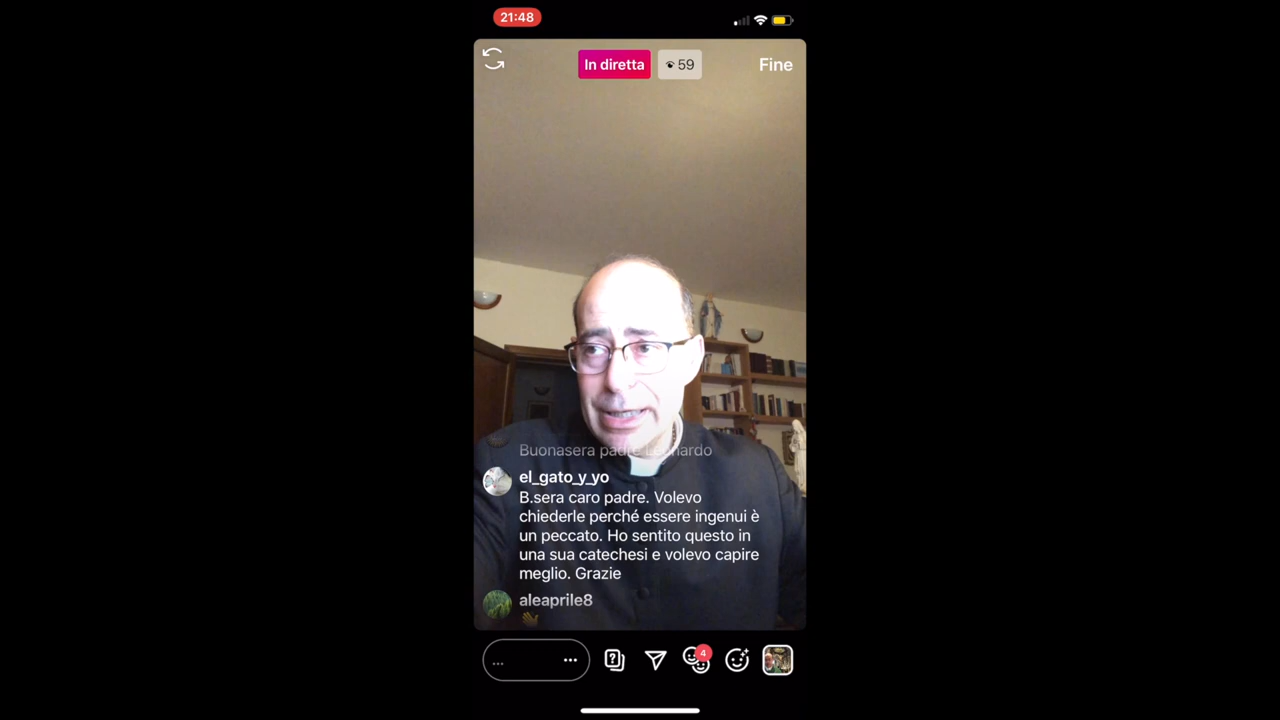 21:48
In diretta
59
Fine
Buonasera padre Leonardo
el_gato_y_yo
B.sera caro padre. Volevo
chiederle perché essere ingenui è
un peccato. Ho sentito questo in
una sua catechesi e volevo capire
meglio. Grazie
aleaprile8
...
4